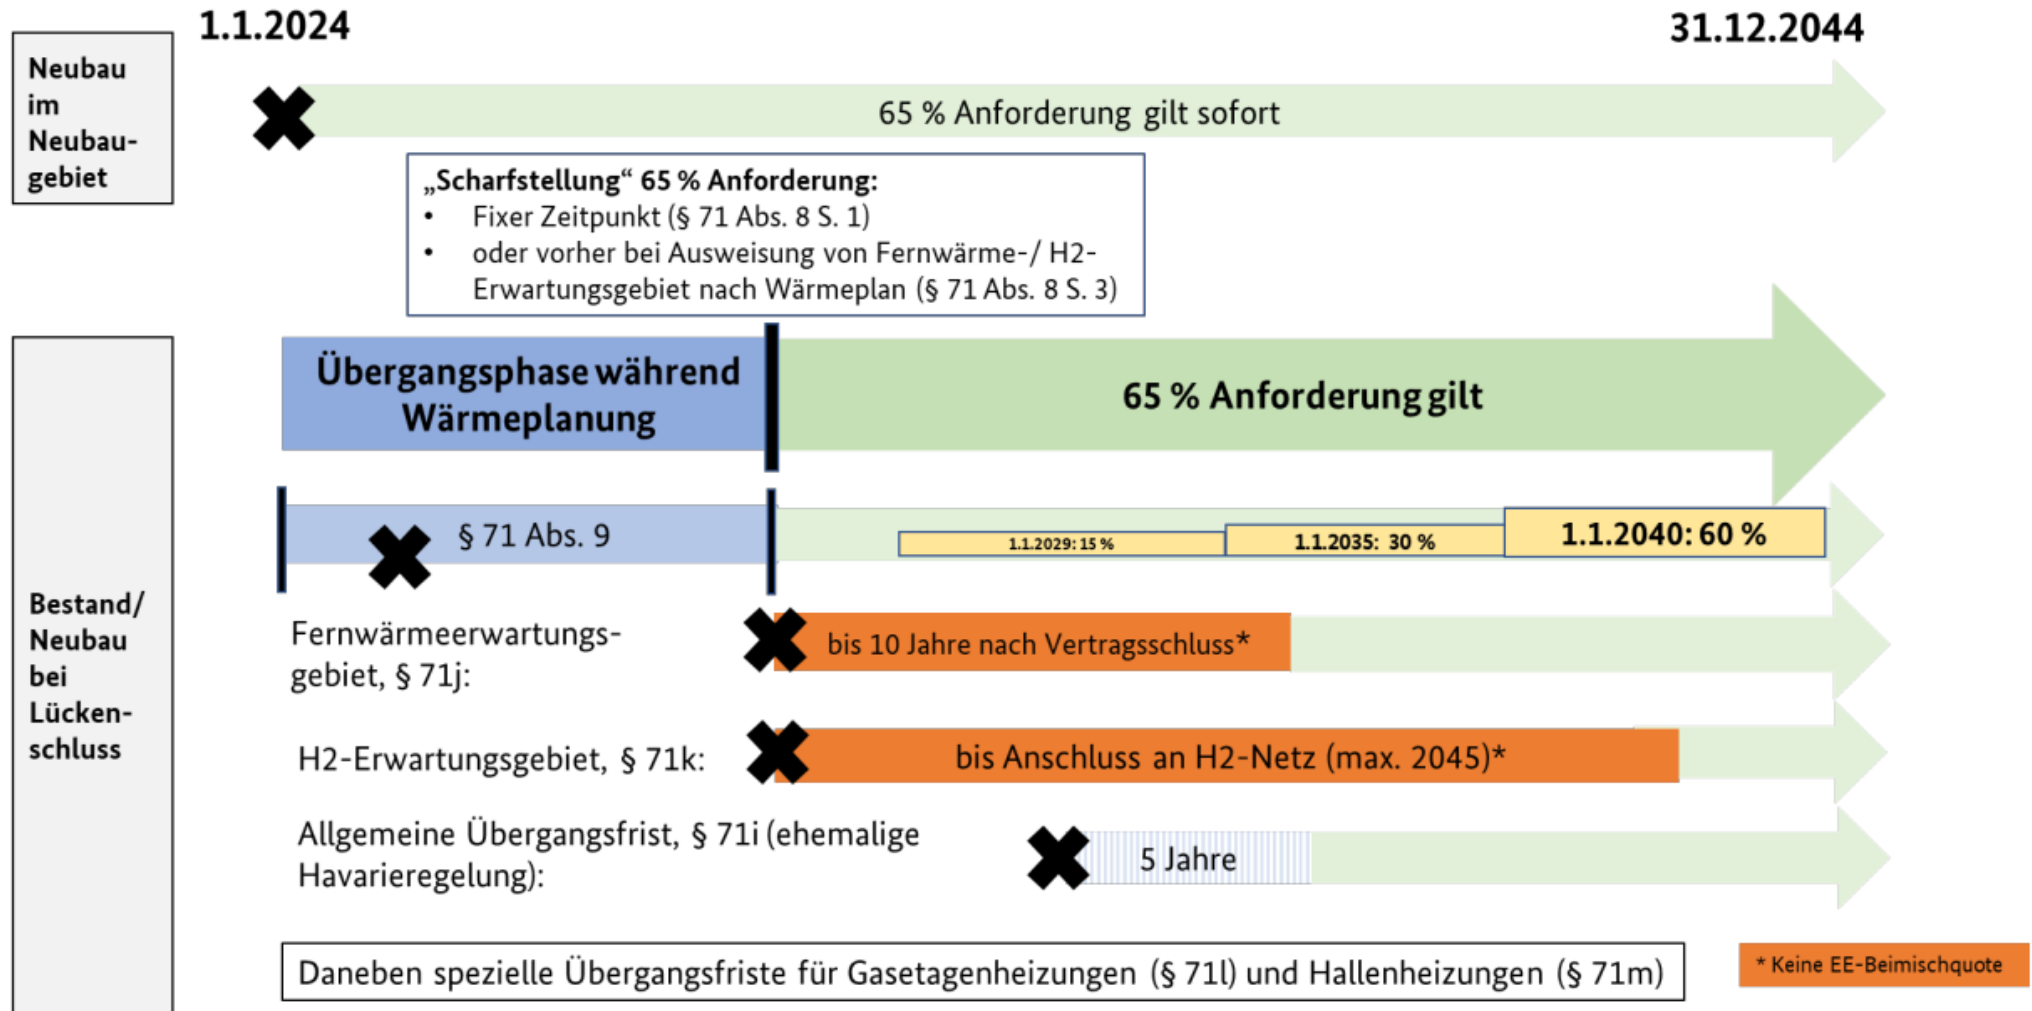 1.1.2024
31.12.2044
Neubau
im
Neubau-
gebiet
65 % Anforderung gilt sofort
„Scharfstellung“ 65 % Anforderung:
• Fixer Zeitpunkt (§ 71 Abs. 8 S. 1)
• oder vorher bei Ausweisung von Fernwärme-/ H2-
Erwartungsgebiet nach Wärmeplan (§ 71 Abs. 8 S. 3)
Bestand/
Neubau
bei
Lücken-
schluss
Übergangsphase während
Wärmeplanung
65 % Anforderung gilt
§ 71 Abs. 9
1.1.2029: 15 %
1.1.2035: 30 %
1.1.2040: 60 %
Fernwärmeerwartungs-
gebiet, § 71j:
bis 10 Jahre nach Vertragsschluss*
H2-Erwartungsgebiet, § 71k:
bis Anschluss an H2-Netz (max. 2045)*
Allgemeine Übergangsfrist, § 71i (ehemalige
Havarieregelung):
5 Jahre
Daneben spezielle Übergangsfriste für Gasetagenheizungen (§ 71l) und Hallenheizungen (§ 71m)
* Keine EE-Beimischquote